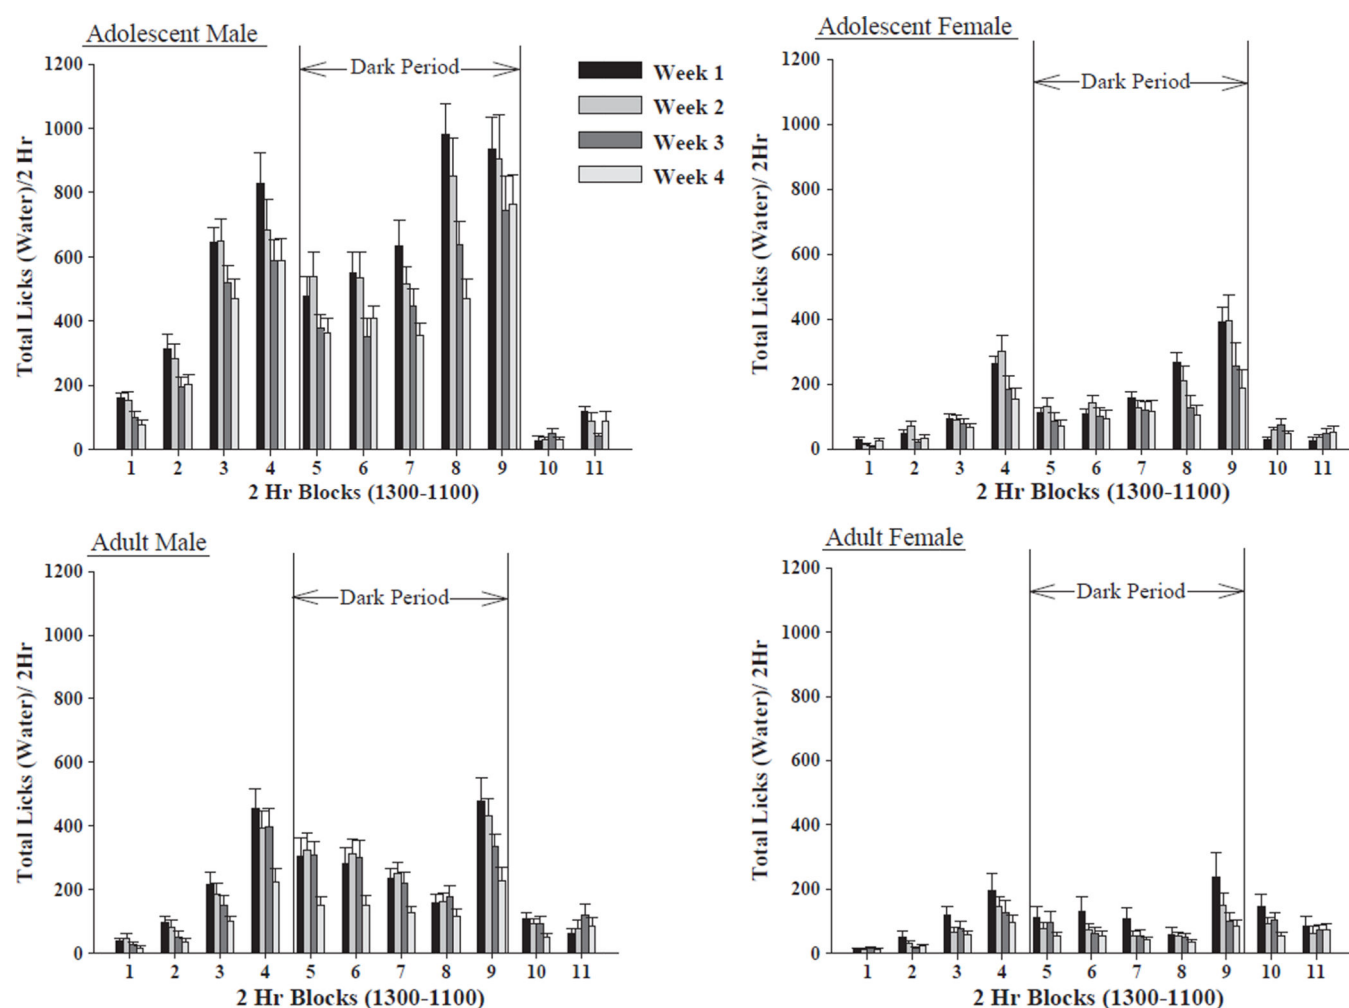 Adolescent Male
Total Licks (Water)/2 Hr
1200
1000
800
600
400
200
0
Dark Period
1 2 3 4 5 6 7 8 9 10 11
2 Hr Blocks (1300-1100)
Week 1
Week 2
Week 3
Week 4
Adolescent Female
Total Licks (Water)/ 2Hr
1200
1000
800
600
400
200
0
Dark Period
1 2 3 4 5 6 7 8 9 10 11
2 Hr Blocks (1300-1100)
Adult Male
Total Licks (Water)/ 2Hr
1200
1000
800
600
400
200
0
Dark Period
1 2 3 4 5 6 7 8 9 10 11
2 Hr Blocks (1300-1100)
Adult Female
Total Licks (Water)/ 2Hr
1200
1000
800
600
400
200
0
Dark Period
1 2 3 4 5 6 7 8 9 10 11
2 Hr Blocks (1300-1100)